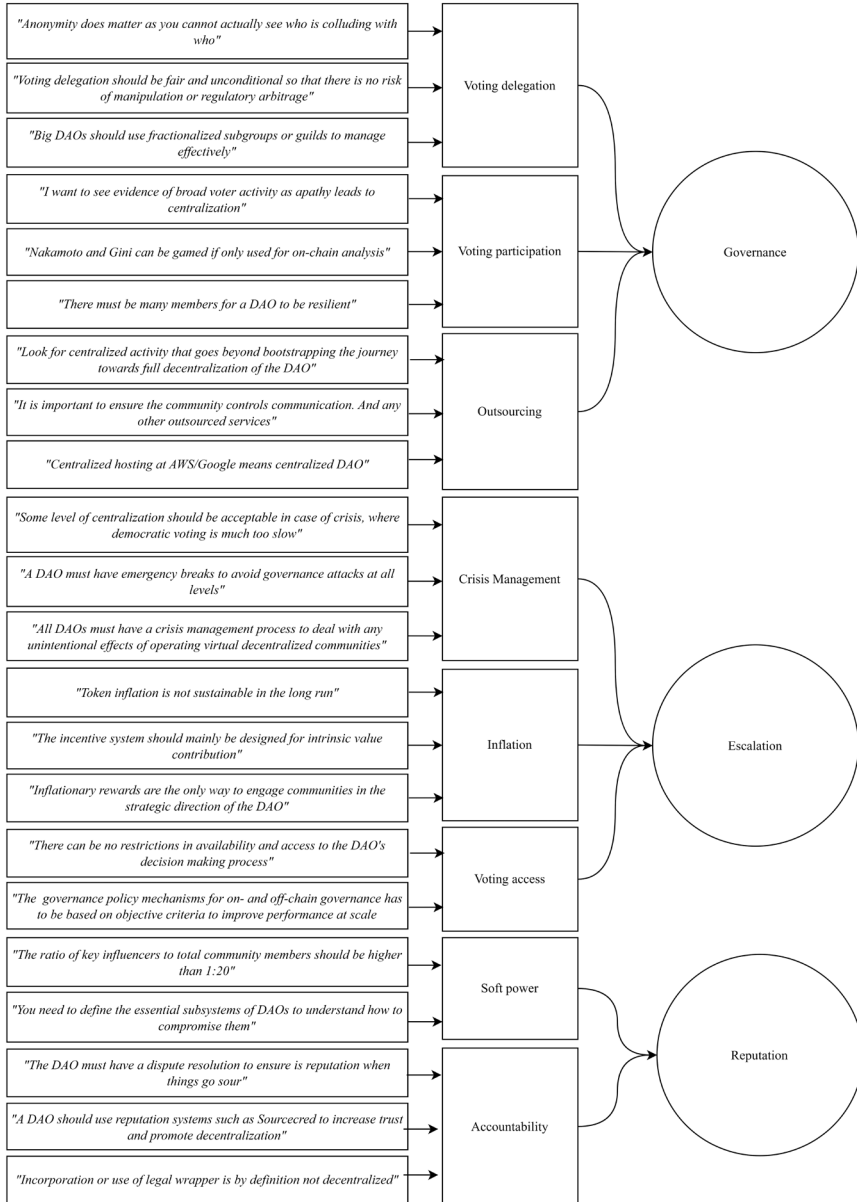 "Anonymity does matter as you cannot actually see who is colluding with
who"
"Voting delegation should be fair and unconditional so that there is no risk
of manipulation or regulatory arbitrage"
Voting delegation
"Big DAOs should use fractionalized subgroups or guilds to manage
effectively"
"I want to see evidence of broad voter activity as apathy leads to
centralization"
"Nakamoto and Gini can be gamed if only used for on-chain analysis"
Voting participation
Governance
"There must be many members for a DAO to be resilient"
"Look for centralized activity that goes beyond bootstrapping the journey
towards full decentralization of the DAO"
"It is important to ensure the community controls communication. And any
other outsourced services"
Outsourcing
"Centralized hosting at AWS/Google means centralized DAO"
"Some level of centralization should be acceptable in case of crisis, where
democratic voting is much too slow"
"A DAO must have emergency breaks to avoid governance attacks at all
levels"
Crisis Management
"All DAOs must have a crisis management process to deal with any
unintentional effects of operating virtual decentralized communities"
"Token inflation is not sustainable in the long run"
"The incentive system should mainly be designed for intrinsic value
contribution"
Inflation
Escalation
"Inflationary rewards are the only way to engage communities in the
strategic direction of the DAO"
"There can be no restrictions in availability and access to the DAO's
decision making process"
Voting access
"The  governance policy mechanisms for on- and off-chain governance has
to be based on objective criteria to improve performance at scale
"The ratio of key influencers to total community members should be higher
than 1:20"
Soft power
"You need to define the essential subsystems of DAOs to understand how to
compromise them"
Reputation
"The DAO must have a dispute resolution to ensure is reputation when
things go sour"
"A DAO should use reputation systems such as Sourcecred to increase trust
and promote decentralization"
Accountability
"Incorporation or use of legal wrapper is by definition not decentralized"